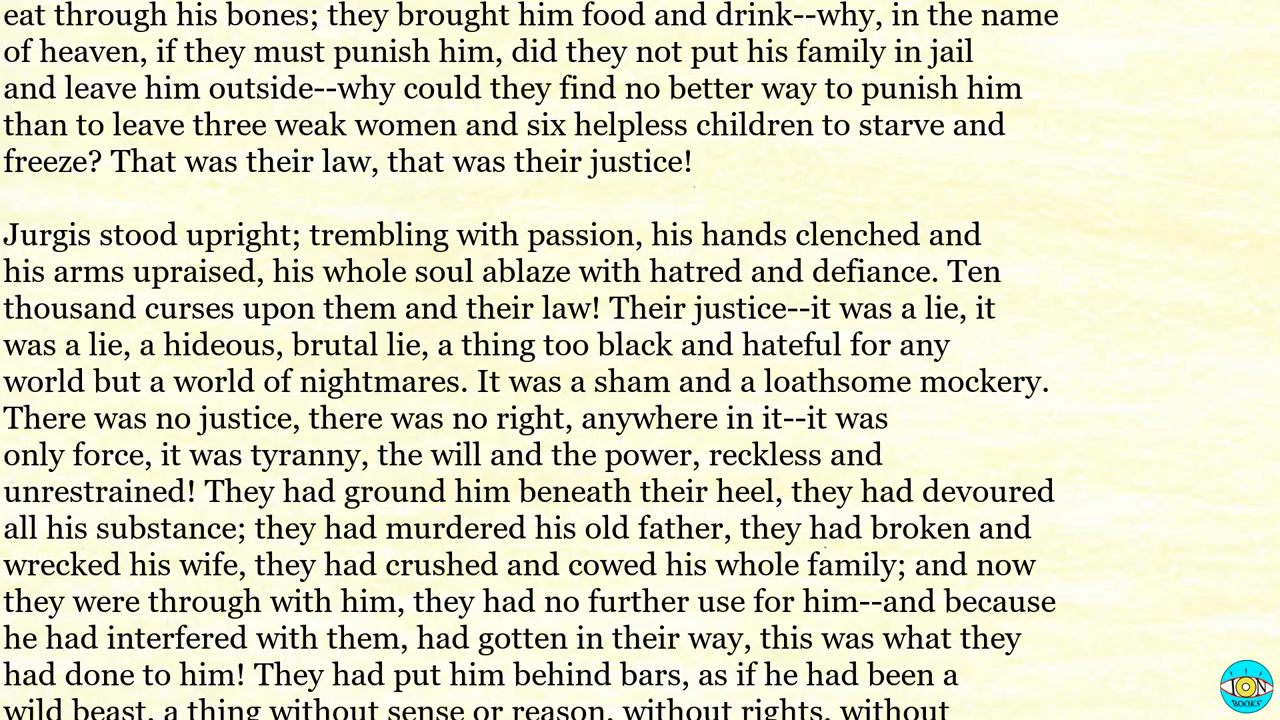 eat through his bones; they brought him food and drink--why, in the name
of heaven, if they must punish him, did they not put his family in jail
and leave him outside--why could they find no better way to punish him
than to leave three weak women and six helpless children to starve and
freeze? That was their law, that was their justice!
Jurgis stood upright; trembling with passion, his hands clenched and
his arms upraised, his whole soul ablaze with hatred and defiance. Ten
thousand curses upon them and their law! Their justice--it was a lie, it
was a lie, a hideous, brutal lie, a thing too black and hateful for any
world but a world of nightmares. It was a sham and a loathsome mockery.
There was no justice, there was no right, anywhere in it--it was
only force, it was tyranny, the will and the power, reckless and
unrestrained! They had ground him beneath their heel, they had devoured
all his substance; they had murdered his old father, they had broken and
wrecked his wife, they had crushed and cowed his whole family; and now
they were through with him, they had no further use for him--and because
he had interfered with them, had gotten in their way, this was what they
had done to him! They had put him behind bars, as if he had been a
wild beast, a thing without sense or reason, without rights, without
ION
BOOKS